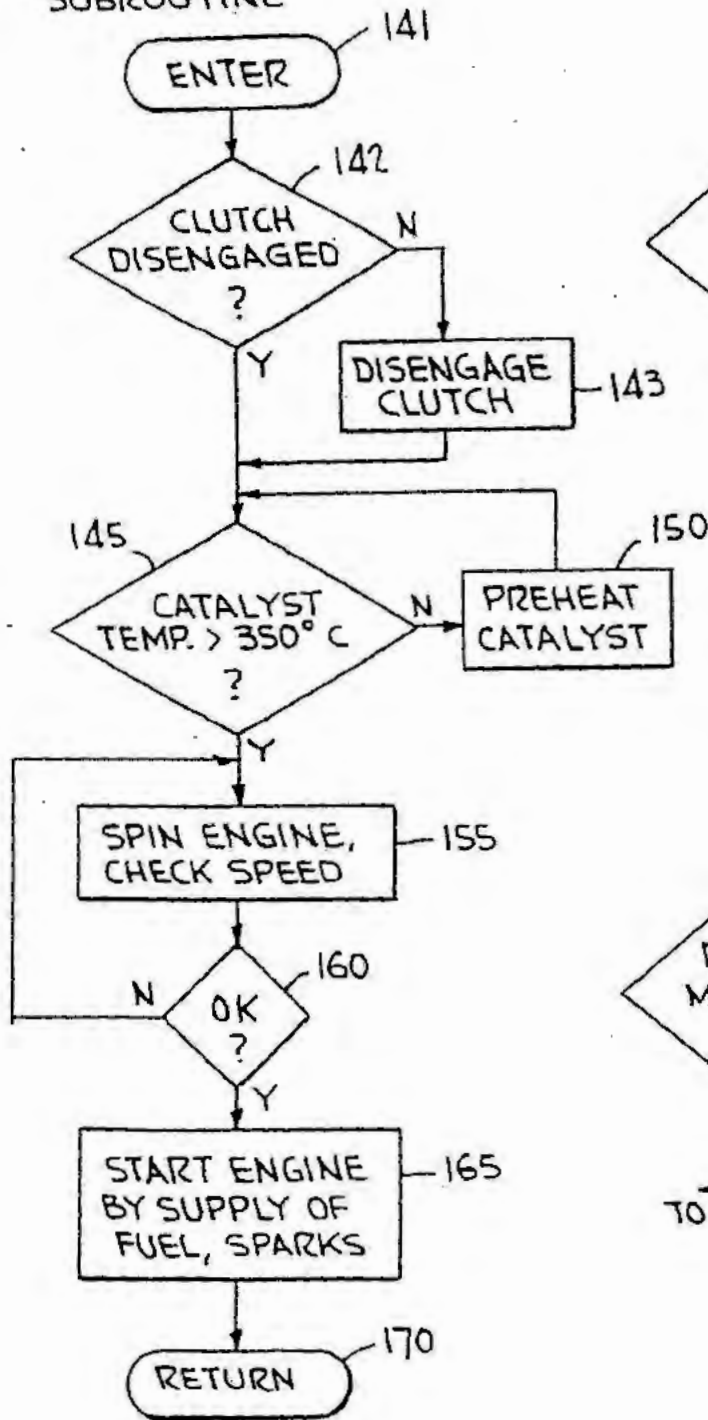 SUBROUTINE
ENTER
141
142
CLUTCH
DISENGAGED
?
N
Y
DISENGAGE
CLUTCH
143
145
CATALYST
TEMP. > 350° C
?
N
Y
150
PREHEAT
CATALYST
SPIN ENGINE,
CHECK SPEED
155
160
N
OK
?
Y
START ENGINE
BY SUPPLY OF
FUEL, SPARKS
165
RETURN
170
TO